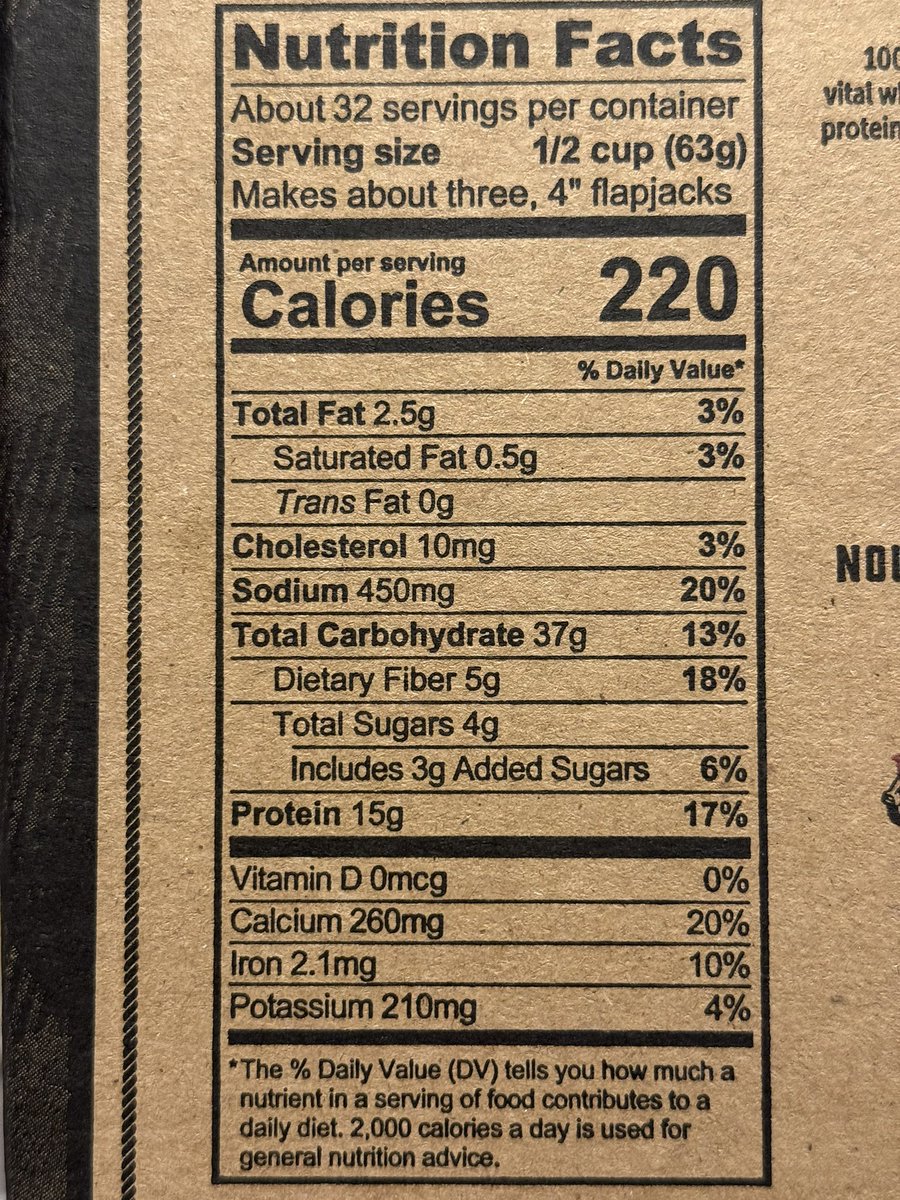 Nutrition Facts
About 32 servings per container
Serving size 1/2 cup (63g)
Makes about three, 4" flapjacks
Amount per serving
Calories 220
% Daily Value*
Total Fat 2.5g 3%
Saturated Fat 0.5g 3%
Trans Fat 0g
Cholesterol 10mg 3%
Sodium 450mg 20%
Total Carbohydrate 37g 13%
Dietary Fiber 5g 18%
Total Sugars 4g
Includes 3g Added Sugars 6%
Protein 15g 17%
Vitamin D 0mcg 0%
Calcium 260mg 20%
Iron 2.1mg 10%
Potassium 210mg 4%
*The % Daily Value (DV) tells you how much a
nutrient in a serving of food contributes to a
daily diet. 2,000 calories a day is used for
general nutrition advice.
100
vital
protein